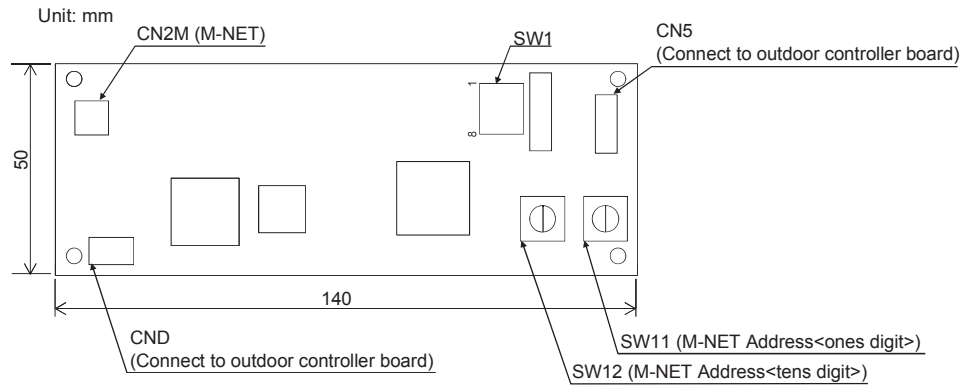 Unit: mm
CN2M (M-NET)
SW1
CN5
(Connect to outdoor controller board)
1
8
50
140
CND
(Connect to outdoor controller board)
SW11 (M-NET Address<ones digit>)
SW12 (M-NET Address<tens digit>)